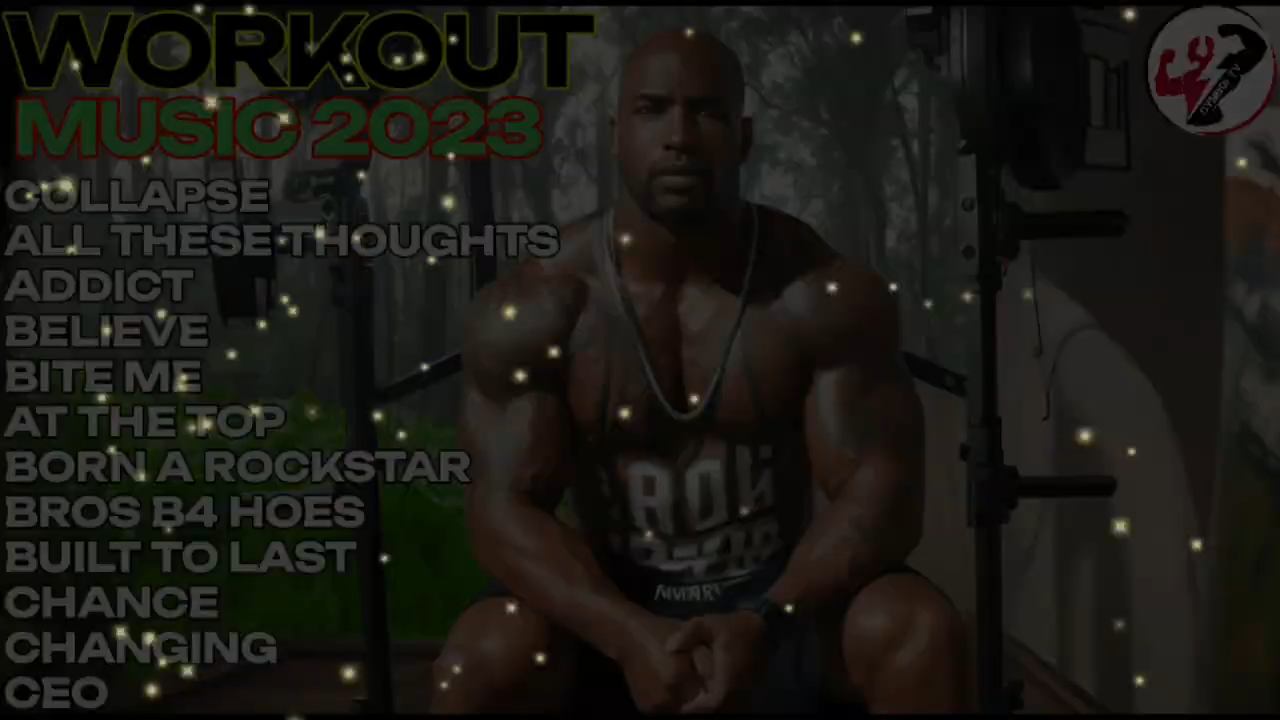 WORKOUT
MUSIC 2023
COLLAPSE
ALL THESE THOUGHTS
ADDICT
BELIEVE
BITE ME
AT THE TOP
BORN A ROCKSTAR
BROS B4 HOES
BUILT TO LAST
CHANCE
CHANGING
CEO